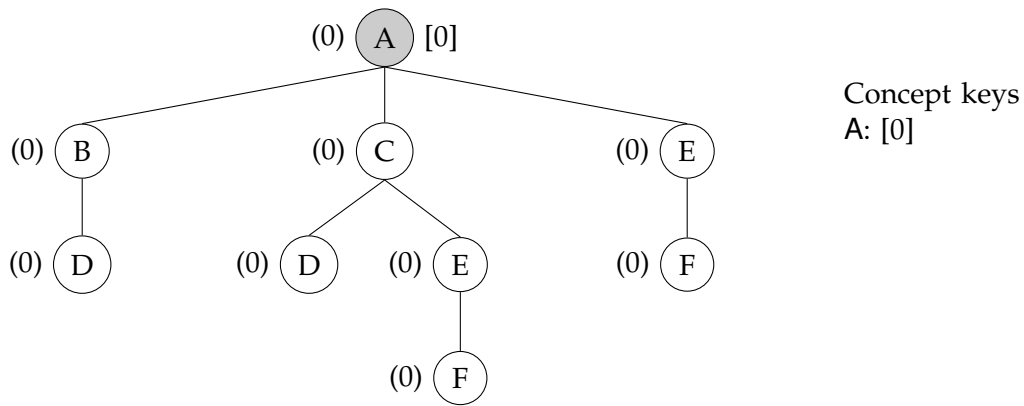 (0) A [0]
Concept keys
A: [0]
(0) B (0) C (0) E
(0) D (0) D (0) E (0) F
(0) F